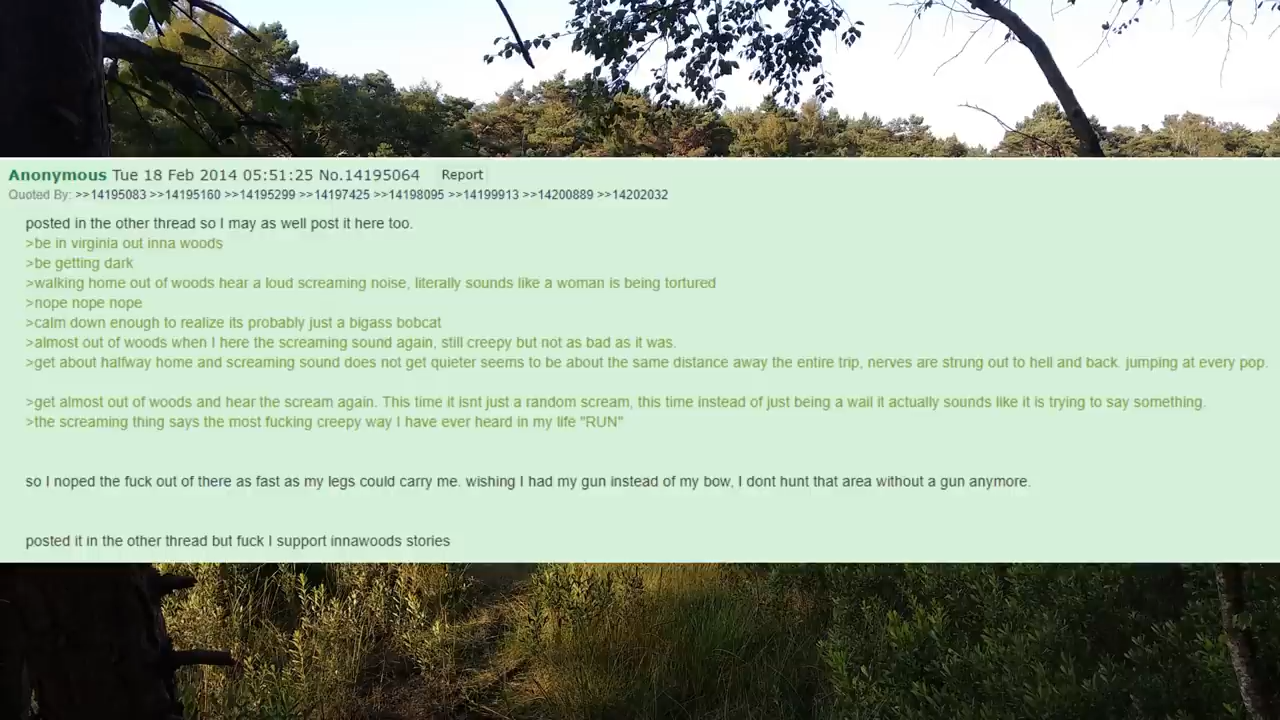 Anonymous Tue 18 Feb 2014 05:51:25 No.14195064 Report
Quoted By: >>14195083 >>14195160 >>14195299 >>14197425 >>14198095 >>14199913 >>14200889 >>14202032
posted in the other thread so I may as well post it here too.
>be in virginia out inna woods
>be getting dark
>walking home out of woods hear a loud screaming noise, literally sounds like a woman is being tortured
>nope nope nope
>calm down enough to realize its probably just a bigass bobcat
>almost out of woods when I here the screaming sound again, still creepy but not as bad as it was.
>get about halfway home and screaming sound does not get quieter seems to be about the same distance away the entire trip, nerves are strung out to hell and back. jumping at every pop.
>get almost out of woods and hear the scream again. This time it isnt just a random scream, this time instead of just being a wail it actually sounds like it is trying to say something.
>the screaming thing says the most fucking creepy way I have ever heard in my life "RUN"
so I noped the fuck out of there as fast as my legs could carry me. wishing I had my gun instead of my bow, I dont hunt that area without a gun anymore.
posted it in the other thread but fuck I support innawoods stories